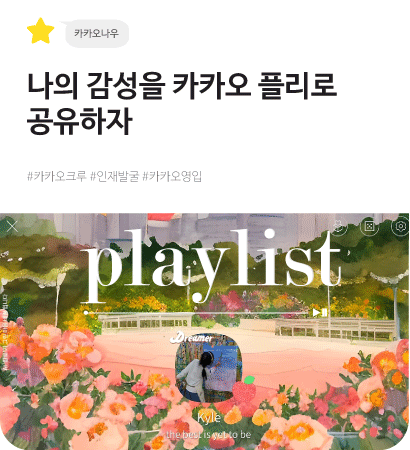 카카오나우
나의 감성을 카카오 플리로
공유하자
#카카오크루 #인재발굴 #카카오영입
playlist
Dreamer
Kyle
the best is yet to be